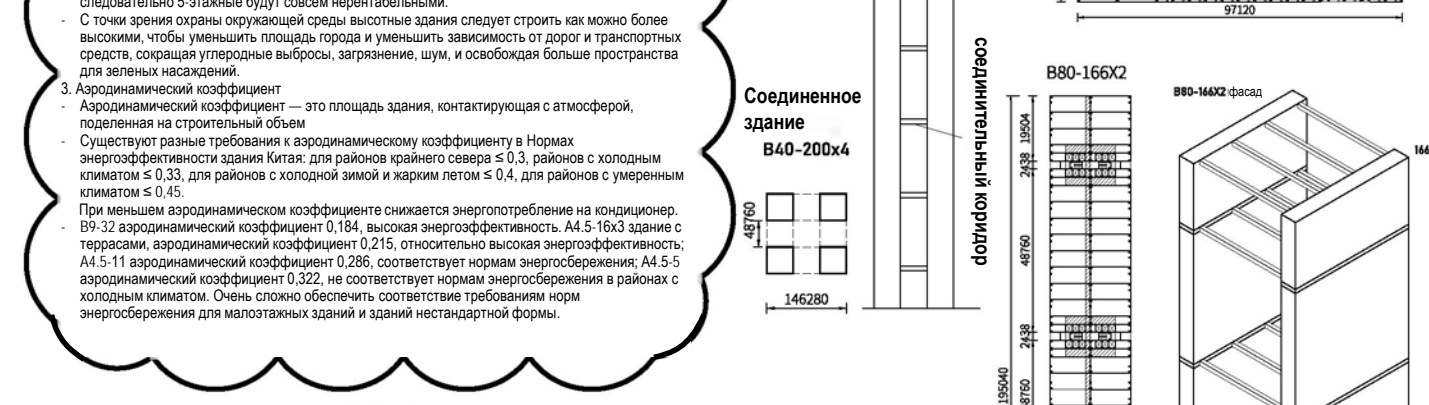 следовательно 5-этажные будут совсем нерентабельными.
- С точки зрения охраны окружающей среды высотные здания следует строить как можно более
высокими, чтобы уменьшить площадь города и уменьшить зависимость от дорог и транспортных
средств, сокращая углеродные выбросы, загрязнение, шум, и освобождая больше пространства
для зеленых насаждений.
3. Аэродинамический коэффициент
- Аэродинамический коэффициент — это площадь здания, контактирующая с атмосферой,
поделенная на строительный объем
- Существуют разные требования к аэродинамическому коэффициенту в Нормах
энергоэффективности здания Китая: для районов крайнего севера ≤ 0,3, районов с холодным
климатом ≤ 0,33, для районов с холодной зимой и жарким летом ≤ 0,4, для районов с умеренным
климатом ≤ 0,45.
При меньшем аэродинамическом коэффициенте снижается энергопотребление на кондиционер.
- B9-32 аэродинамический коэффициент 0,184, высокая энергоэффективность. A4.5-16x3 здание с
террасами, аэродинамический коэффициент 0,215, относительно высокая энергоэффективность;
A4.5-11 аэродинамический коэффициент 0,286, соответствует нормам энергосбережения; A4.5-5
аэродинамический коэффициент 0,322, не соответствует нормам энергосбережения в районах с
холодным климатом. Очень сложно обеспечить соответствие требованиям норм
энергосбережения для малоэтажных зданий и зданий нестандартной формы.
Соединенное
здание
B40-200x4
48760
146280
соединительный коридор
97120
B80-166X2
19504
2438
48760
2438
195040
B80-166X2 фасад
166